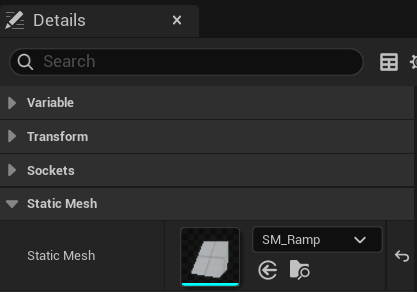 Details
Search
Variable
Transform
Sockets
Static Mesh
Static Mesh
SM_Ramp